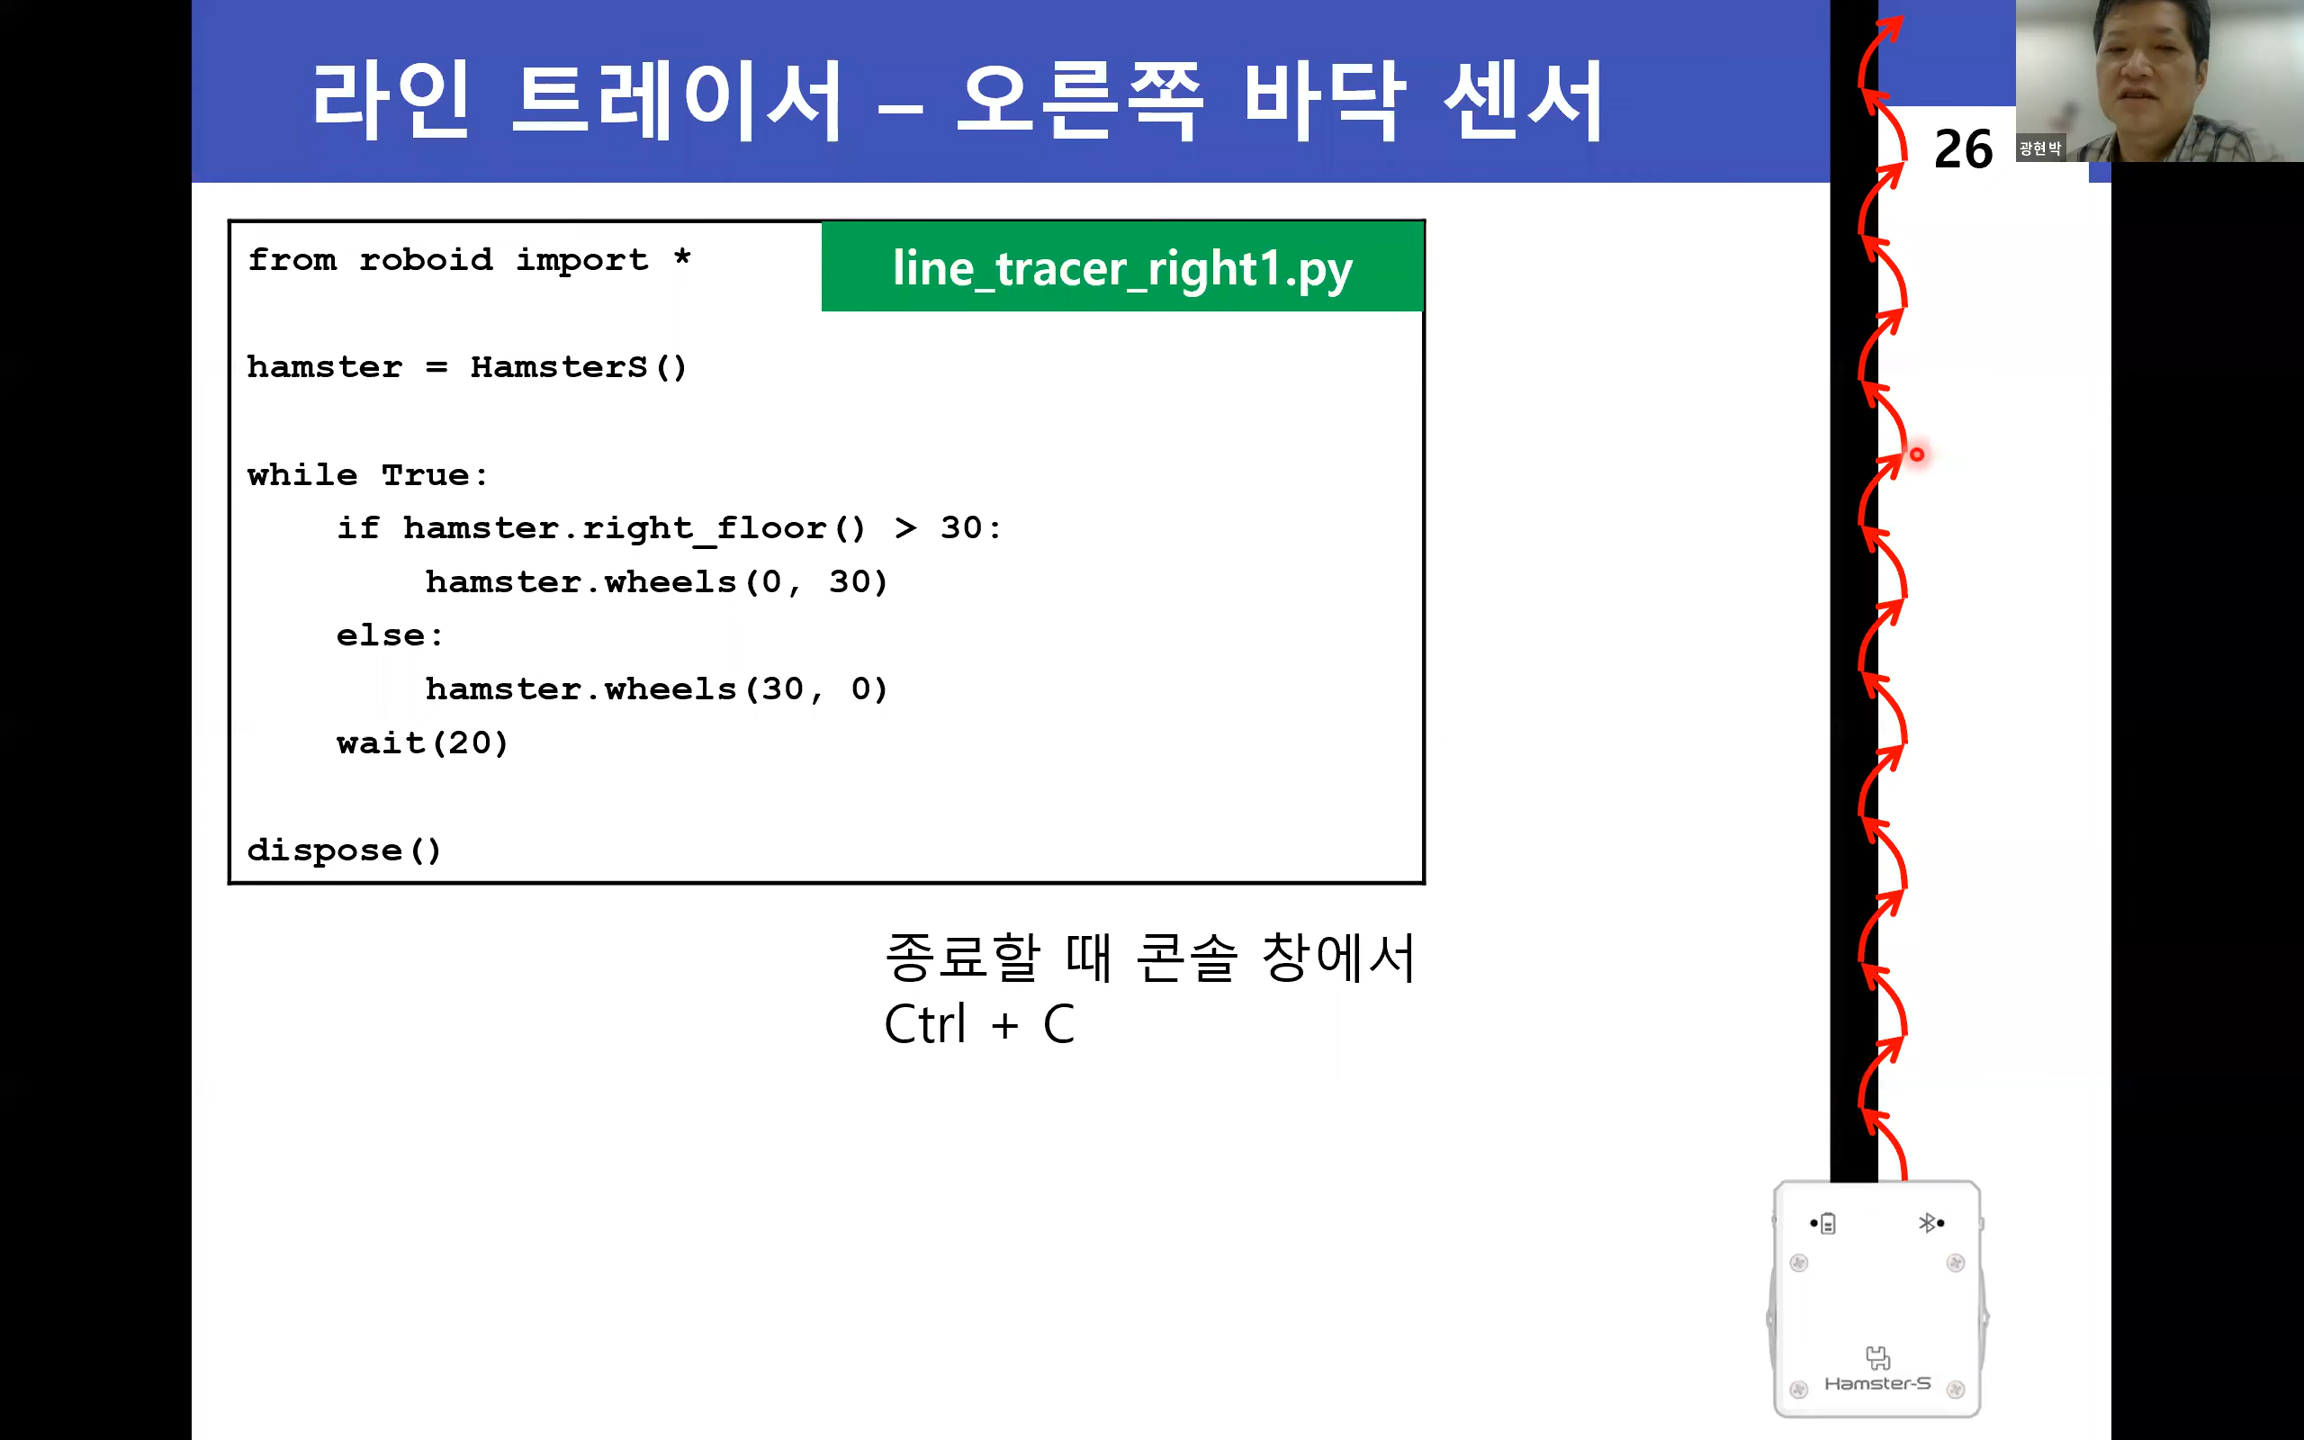 라인 트레이서 – 오른쪽 바닥 센서
26
광현박
from roboid import *
line_tracer_right1.py
hamster = HamsterS()
while True:
    if hamster.right_floor() > 30:
        hamster.wheels(0, 30)
    else:
        hamster.wheels(30, 0)
    wait(20)
dispose()
종료할 때 콘솔 창에서
Ctrl + C
Hamster-S